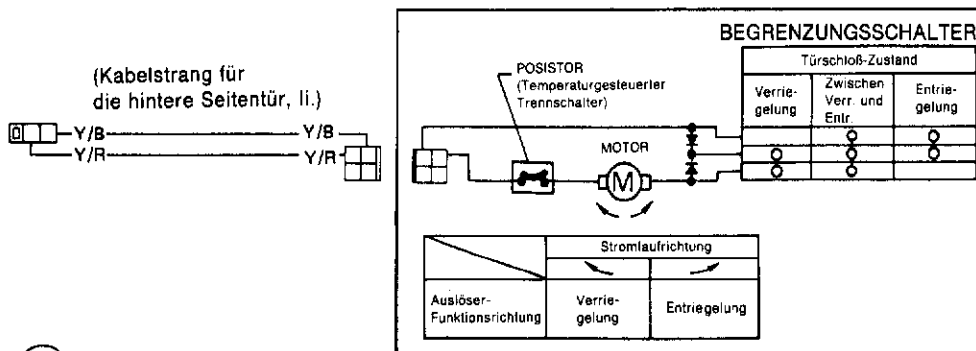 BEGRENZUNGSSCHALTER
Türschloß-Zustand
Verrie-
gelung
Zwischen
Verr. und
Entr.
Entrie-
gelung
POSISTOR
(Temperaturgesteuerter
Trennschalter)
(Kabelstrang für
die hintere Seitentür, li.)
Y/B
Y/B
Y/R
Y/R
MOTOR
M
Stromlaufrichtung
Auslöser-
Funktionsrichtung
Verrie-
gelung
Entriegelung